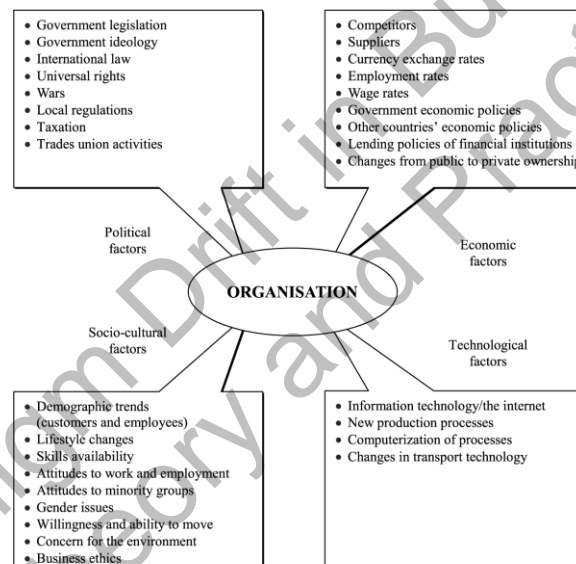 • Government legislation
• Government ideology
• International law
• Universal rights
• Wars
• Local regulations
• Taxation
• Trades union activities
• Competitors
• Suppliers
• Currency exchange rates
• Employment rates
• Wage rates
• Government economic policies
• Other countries' economic policies
• Lending policies of financial institutions
• Changes from public to private ownership
Political
factors
Economic
factors
ORGANISATION
Socio-cultural
factors
Technological
factors
• Demographic trends
(customers and employees)
• Lifestyle changes
• Skills availability
• Attitudes to work and employment
• Attitudes to minority groups
• Gender issues
• Willingness and ability to move
• Concern for the environment
• Business ethics
• Information technology/the internet
• New production processes
• Computerization of processes
• Changes in transport technology
Drift in
Theory and